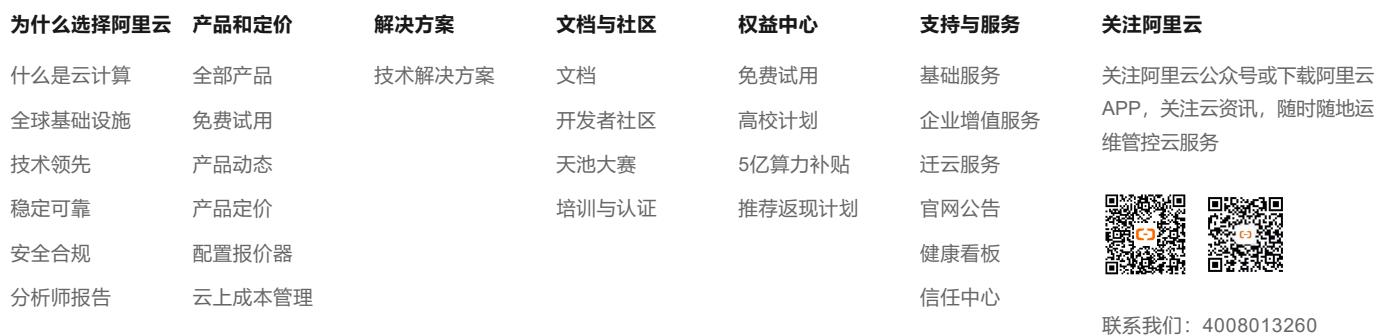 为什么选择阿里云
什么是云计算
全球基础设施
技术领先
稳定可靠
安全合规
分析师报告
产品和定价
全部产品
免费试用
产品动态
产品定价
配置报价器
云上成本管理
解决方案
技术解决方案
文档与社区
文档
开发者社区
天池大赛
培训与认证
权益中心
免费试用
高校计划
5亿算力补贴
推荐返现计划
支持与服务
基础服务
企业增值服务
迁云服务
官网公告
健康看板
信任中心
关注阿里云
关注阿里云公众号或下载阿里云
APP，关注云资讯，随时随地运
维管控云服务
联系我们：4008013260